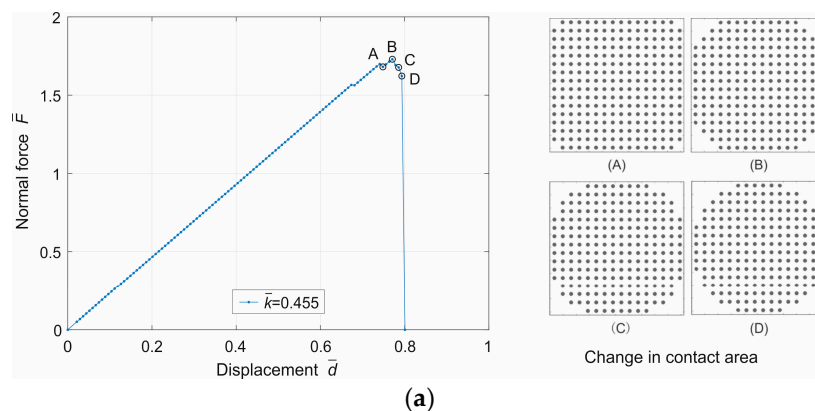 2
1.5
1
0.5
0
0
0.2
0.4
0.6
0.8
1
Normal force F̅
Displacement d̅
k̅=0.455
A
B
C
D
(A)
(B)
(C)
(D)
Change in contact area
(a)